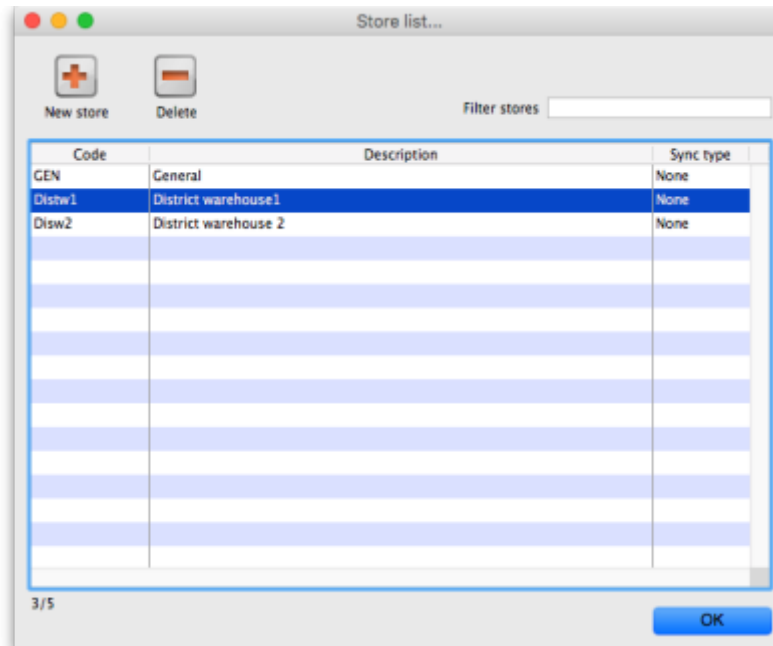 Store list...
New store Delete Filter stores
Code Description Sync type
GEN General None
Distw1 District warehouse1 None
Disw2 District warehouse 2 None
3/5
OK